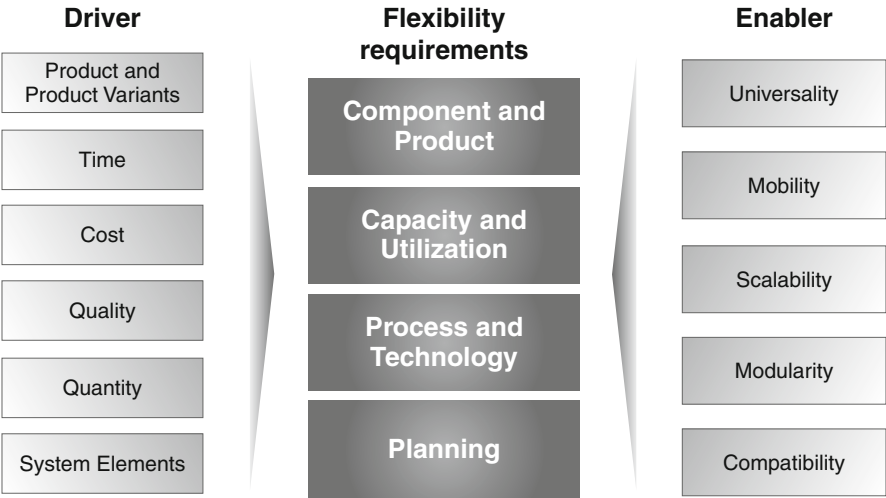 Driver
Product and
Product Variants
Time
Cost
Quality
Quantity
System Elements
Flexibility
requirements
Component and
Product
Capacity and
Utilization
Process and
Technology
Planning
Enabler
Universality
Mobility
Scalability
Modularity
Compatibility